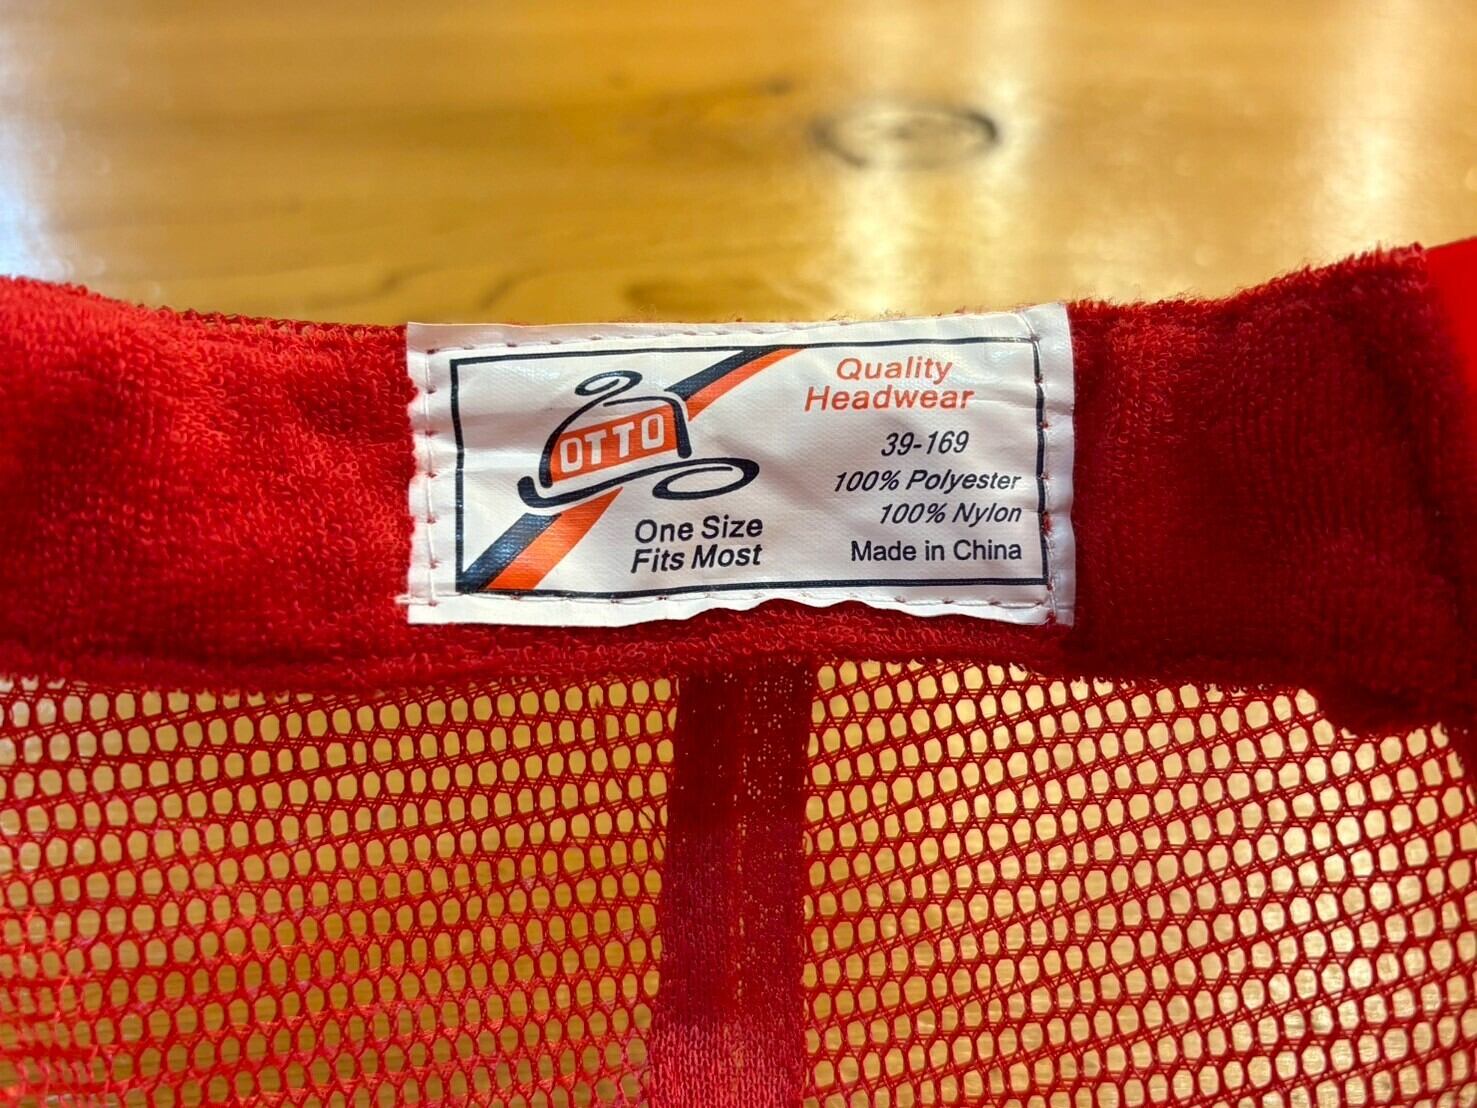 OTTO
One Size
Fits Most
Quality
Headwear
39-169
100% Polyester
100% Nylon
Made in China